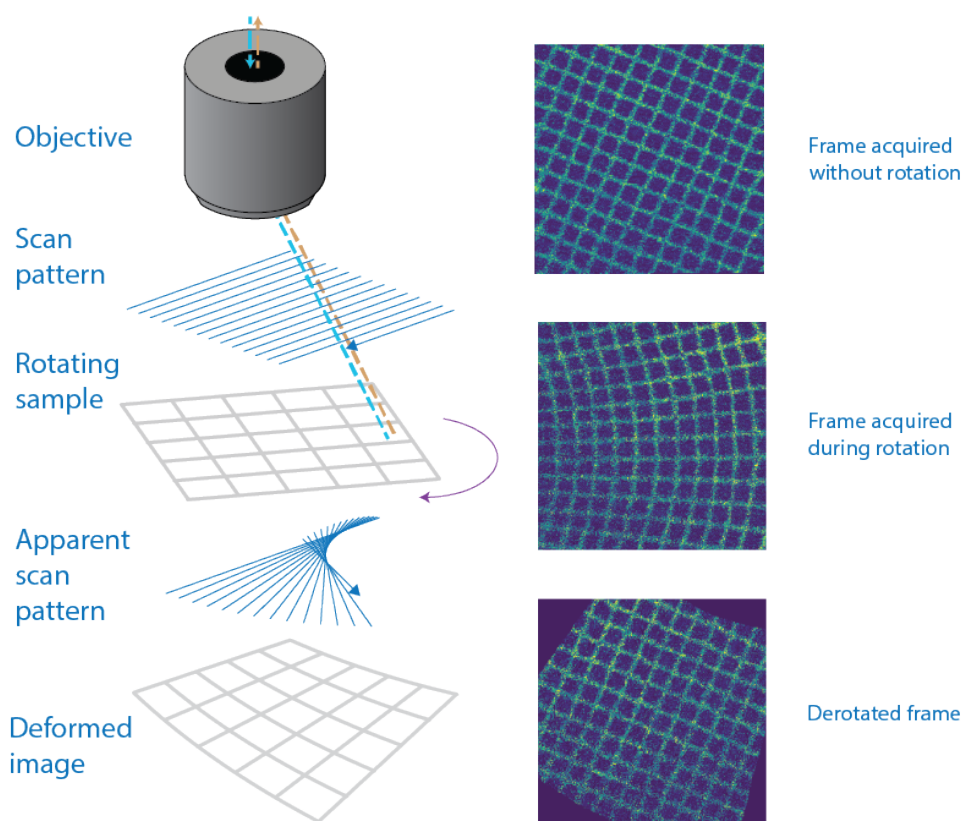 Objective
Scan
pattern
Rotating
sample
Apparent
scan
pattern
Deformed
image
Frame acquired
without rotation
Frame acquired
during rotation
Derotated frame